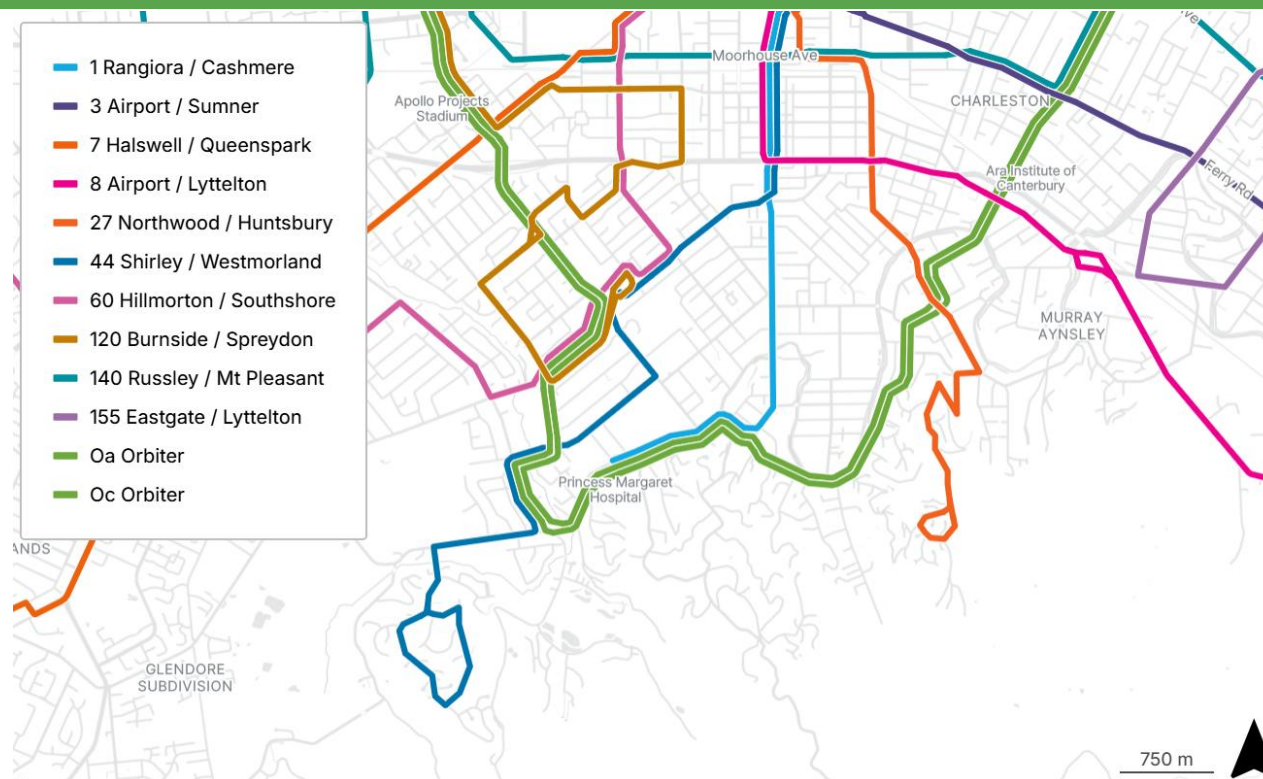 1 Rangiora / Cashmere
3 Airport / Sumner
7 Halswell / Queenspark
8 Airport / Lyttelton
27 Northwood / Huntsbury
44 Shirley / Westmorland
60 Hillmorton / Southshore
120 Burnside / Spreydon
140 Russley / Mt Pleasant
155 Eastgate / Lyttelton
Oa Orbiter
Oc Orbiter
ve
Moorhouse Ave
Apollo Projects
Stadium
CHARLESTON
Ara Institute of
Canterbury
Ferry Rd
MURRAY
AYNSLEY
Princess Margaret
Hospital
ANDS
GLENDORE
SUBDIVISION
750 m